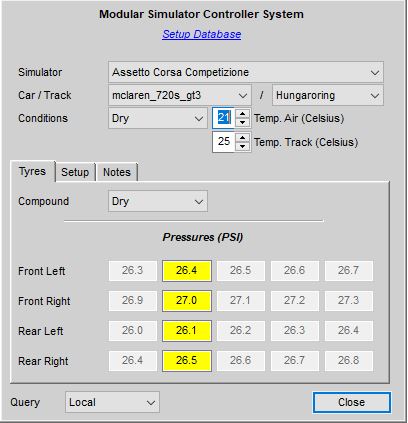 Modular Simulator Controller System
Setup Database
Simulator Assetto Corsa Competizione
Car / Track mclaren_720s_gt3 / Hungaroring
Conditions Dry 21 Temp. Air (Celsius)
25 Temp. Track (Celsius)
Tyres Setup Notes
Compound Dry
Pressures (PSI)
Front Left 26.3 26.4 26.5 26.6 26.7
Front Right 26.9 27.0 27.1 27.2 27.3
Rear Left 26.0 26.1 26.2 26.3 26.4
Rear Right 26.4 26.5 26.6 26.7 26.8
Query Local Close